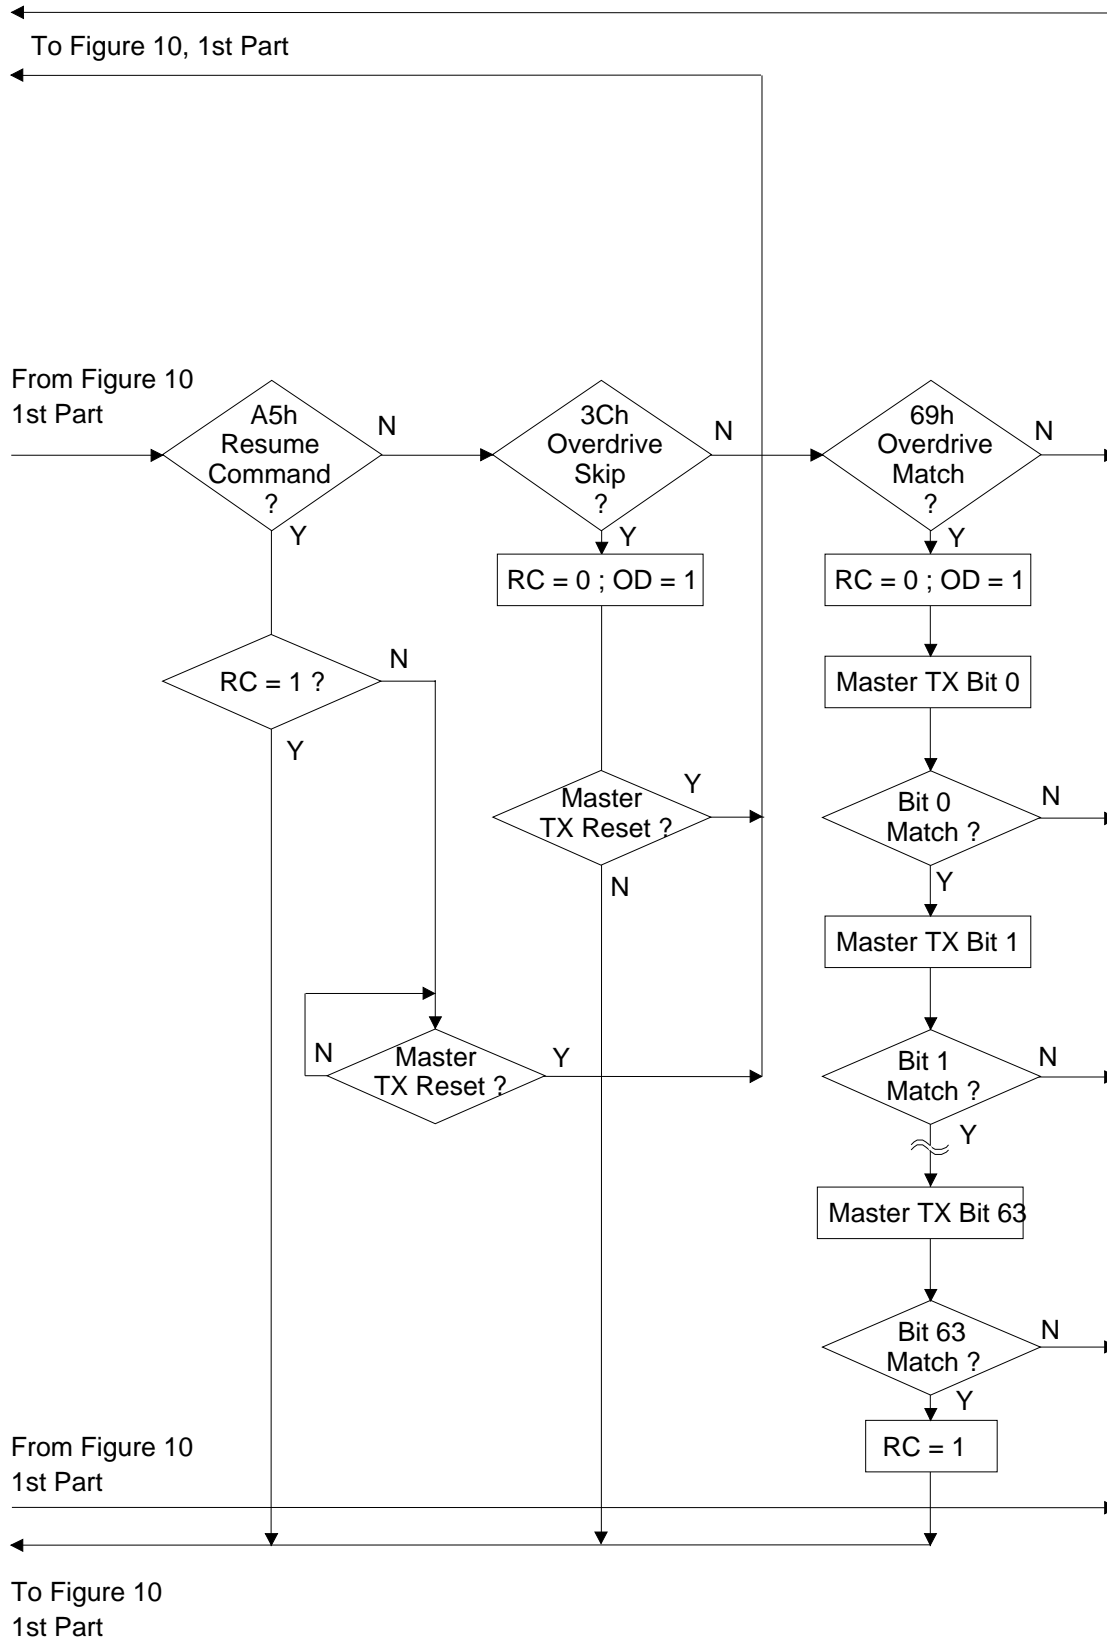 To Figure 10, 1st Part
From Figure 10
1st Part
A5h
Resume
Command
?
N
Y
3Ch
Overdrive
Skip
?
N
Y
69h
Overdrive
Match
?
N
Y
RC = 0 ; OD = 1
RC = 0 ; OD = 1
RC = 1 ?
N
Y
Master TX Bit 0
Master
TX Reset ?
Y
N
Bit 0
Match ?
N
Y
Master TX Bit 1
Master
TX Reset ?
N
Y
Bit 1
Match ?
N
Y
Master TX Bit 63
Bit 63
Match ?
N
Y
RC = 1
From Figure 10
1st Part
To Figure 10
1st Part